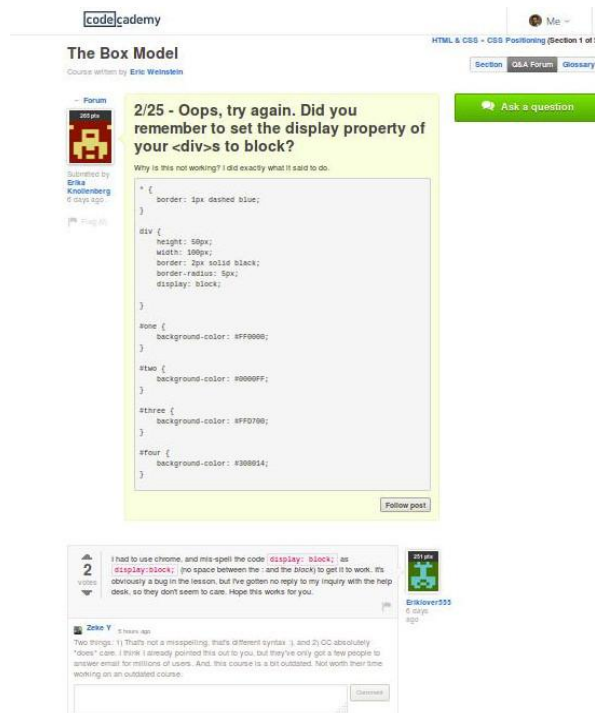 codecademy
Me
HTML & CSS - CSS Positioning (Section 1 of
The Box Model
Course written by Eric Weinstein
Section Q&A Forum Glossary
← Forum
265 pts
Submitted by
Erika
Knollenberg
6 days ago
2/25 - Oops, try again. Did you
remember to set the display property of
your <div>s to block?
Why is this not working? I did exactly what it said to do.
* {
border: 1px dashed blue;
}
div {
height: 50px;
width: 100px;
border: 2px solid black;
border-radius: 5px;
display: block;
}
#one {
background-color: #FF0000;
}
#two {
background-color: #0000FF;
}
#three {
background-color: #FFD700;
}
#four {
background-color: #308014;
}
Follow post
Ask a question
2
votes
I had to use chrome, and mis-spell the code display: block; as
display:block; (no space between the : and the block) to get it to work. It's
obviously a bug in the lesson, but I've gotten no reply to my inquiry with the help
desk, so they don't seem to care. Hope this works for you.
251 pts
Eriklover555
6 days
ago
Zeke Y 5 hours ago
Two things: 1) That's not a misspelling, that's different syntax :), and 2) CC absolutely
*does* care. I think I already pointed this out to you, but they've only got a few people to
answer email for millions of users. And, this course is a bit outdated. Not worth their time
working on an outdated course.
Comment